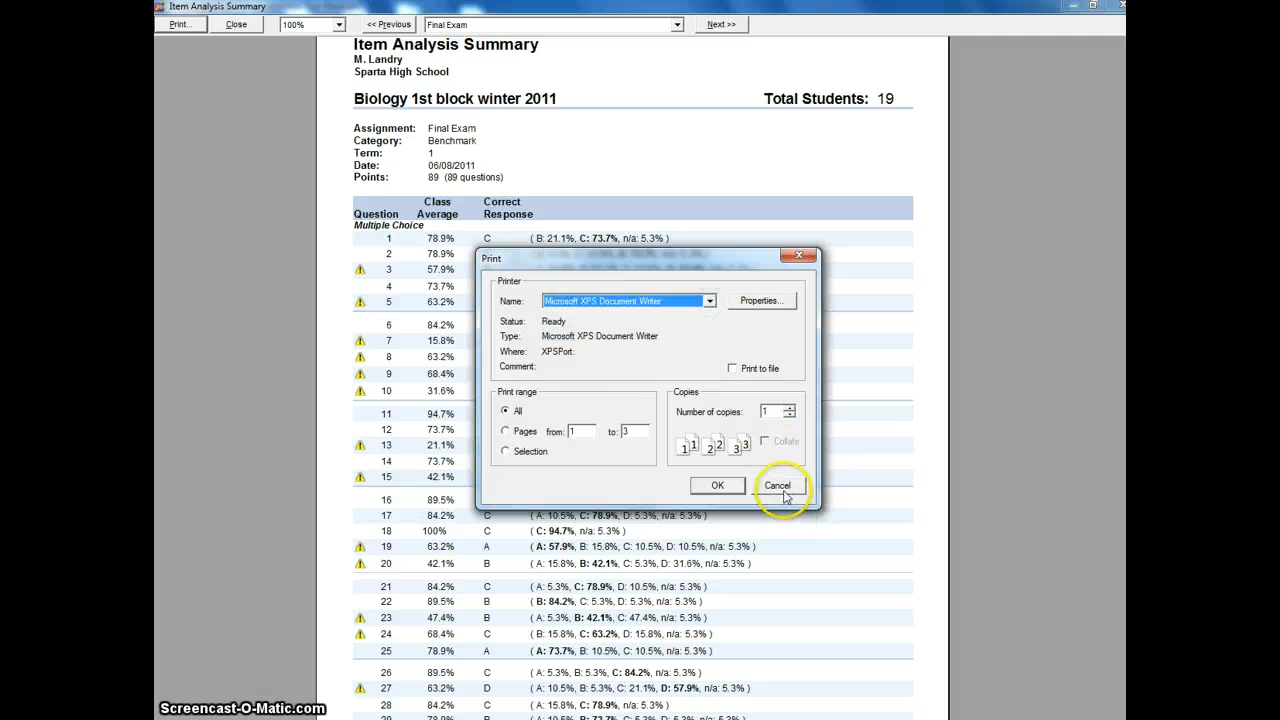 Item Analysis Summary
Print... Close 100% << Previous Final Exam Next >>
Item Analysis Summary
M. Landry
Sparta High School
Biology 1st block winter 2011 Total Students: 19
Assignment: Final Exam
Category: Benchmark
Term: 1
Date: 06/08/2011
Points: 89 (89 questions)
Class Correct
Question Average Response
Multiple Choice
1 78.9% C ( B: 21.1%, C: 73.7%, n/a: 5.3% )
2 78.9%
3 57.9%
4 73.7%
5 63.2%
6 84.2%
7 15.8%
8 63.2%
9 68.4%
10 31.6%
11 94.7%
12 73.7%
13 21.1%
14 73.7%
15 42.1%
16 89.5%
17 84.2% C ( A: 10.5%, C: 78.9%, D: 5.3%, n/a: 5.3% )
18 100% C ( C: 94.7%, n/a: 5.3% )
19 63.2% A ( A: 57.9%, B: 15.8%, C: 10.5%, D: 10.5%, n/a: 5.3% )
20 42.1% B ( A: 15.8%, B: 42.1%, C: 5.3%, D: 31.6%, n/a: 5.3% )
21 84.2% C ( A: 5.3%, C: 78.9%, D: 10.5%, n/a: 5.3% )
22 89.5% B ( B: 84.2%, C: 5.3%, D: 5.3%, n/a: 5.3% )
23 47.4% B ( A: 5.3%, B: 42.1%, C: 47.4%, n/a: 5.3% )
24 68.4% C ( B: 15.8%, C: 63.2%, D: 15.8%, n/a: 5.3% )
25 78.9% A ( A: 73.7%, B: 10.5%, C: 10.5%, n/a: 5.3% )
26 89.5% C ( A: 5.3%, B: 5.3%, C: 84.2%, n/a: 5.3% )
27 63.2% D ( A: 10.5%, B: 5.3%, C: 21.1%, D: 57.9%, n/a: 5.3% )
28 84.2% C ( A: 15.8%, C: 78.9%, n/a: 5.3% )
Print
Printer
Name: Microsoft XPS Document Writer Properties...
Status: Ready
Type: Microsoft XPS Document Writer
Where: XPSPort:
Comment:
Print to file
Print range
All
Pages from: 1 to: 3
Selection
Copies
Number of copies: 1
1 1 2 2 3 3 Collate
OK Cancel
Screencast-O-Matic.com